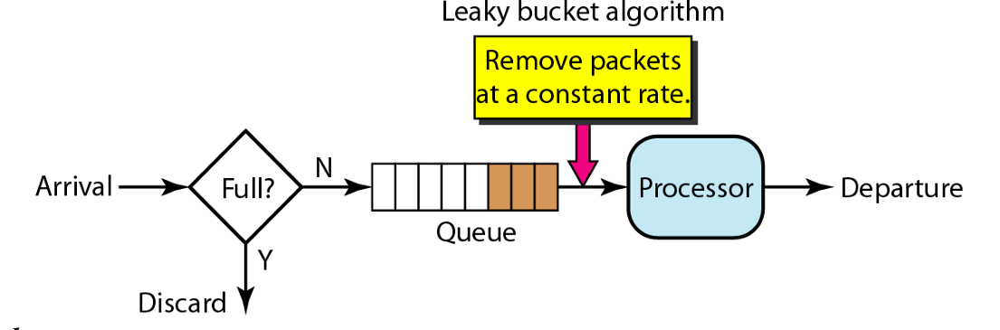 Leaky bucket algorithm
Remove packets
at a constant rate.
Arrival
Full?
N
Queue
Processor
Departure
Y
Discard